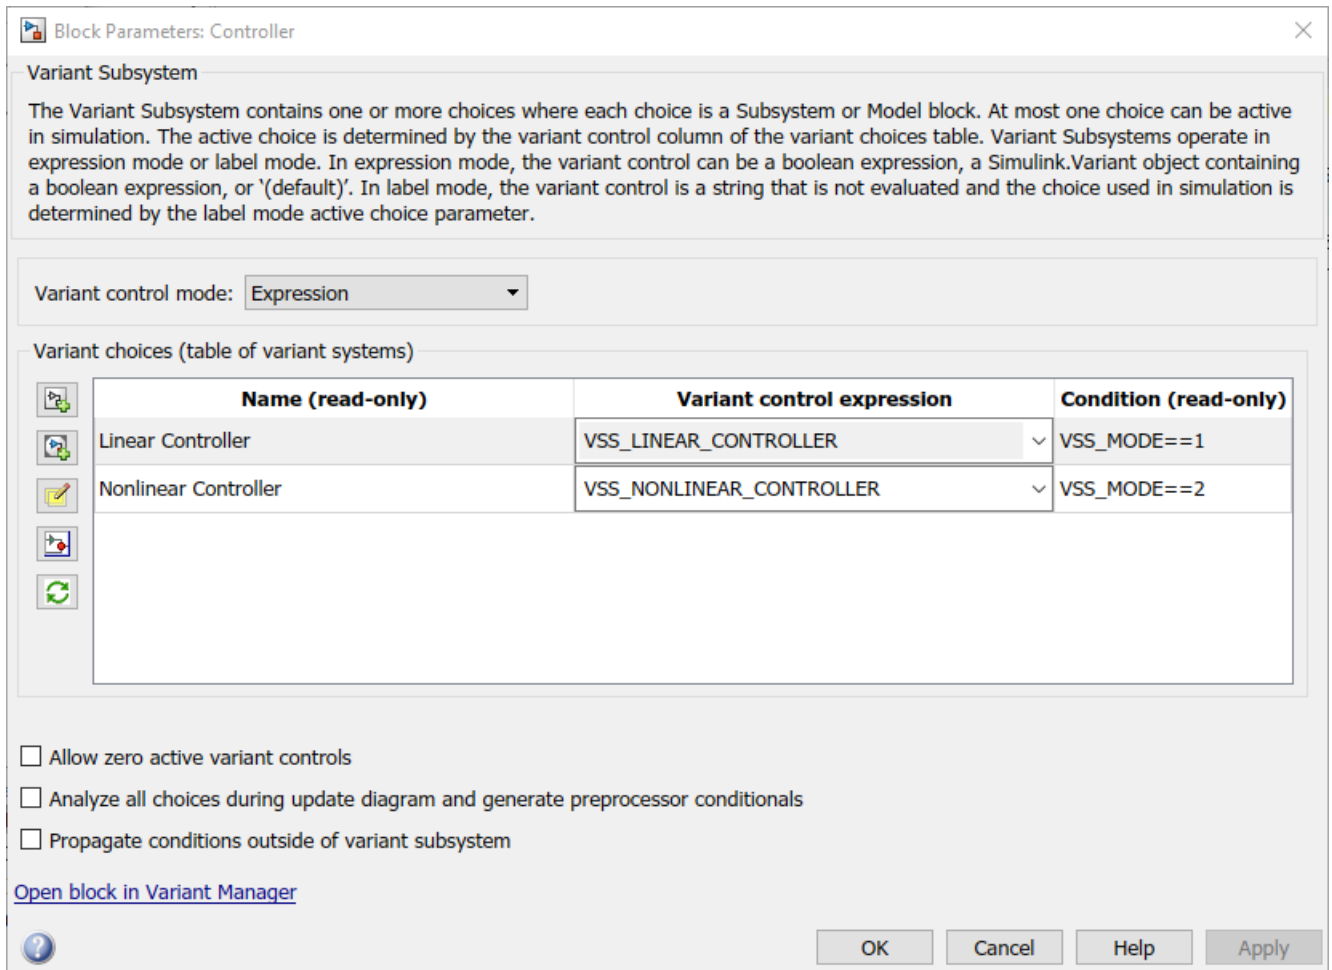 Block Parameters: Controller
Variant Subsystem
The Variant Subsystem contains one or more choices where each choice is a Subsystem or Model block. At most one choice can be active
in simulation. The active choice is determined by the variant control column of the variant choices table. Variant Subsystems operate in
expression mode or label mode. In expression mode, the variant control can be a boolean expression, a Simulink.Variant object containing
a boolean expression, or ‘(default)’. In label mode, the variant control is a string that is not evaluated and the choice used in simulation is
determined by the label mode active choice parameter.
Variant control mode: Expression
Variant choices (table of variant systems)
Name (read-only) Variant control expression Condition (read-only)
Linear Controller VSS_LINEAR_CONTROLLER VSS_MODE==1
Nonlinear Controller VSS_NONLINEAR_CONTROLLER VSS_MODE==2
Allow zero active variant controls
Analyze all choices during update diagram and generate preprocessor conditionals
Propagate conditions outside of variant subsystem
Open block in Variant Manager
? OK Cancel Help Apply